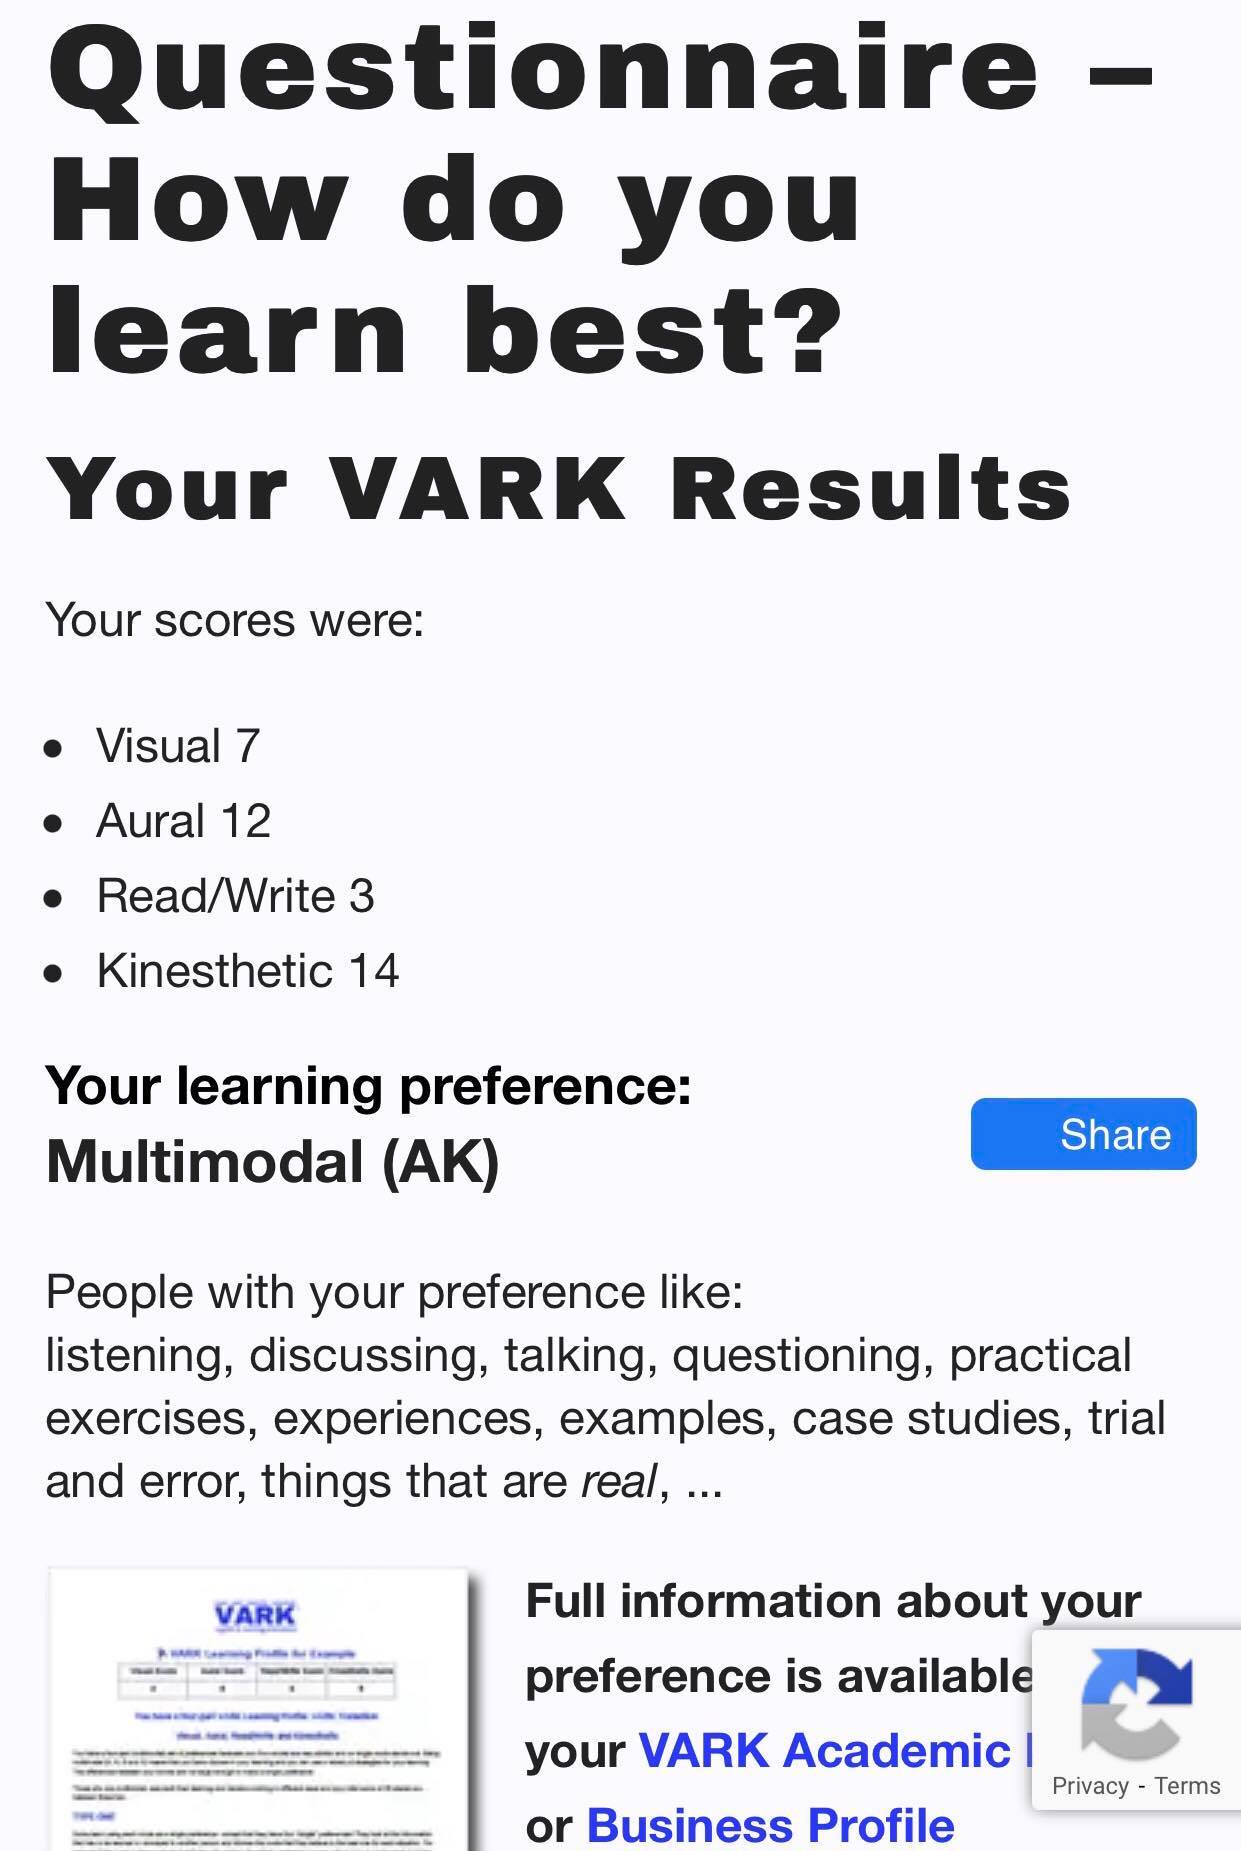 Questionnaire –
How do you
learn best?
Your VARK Results
Your scores were:
• Visual 7
• Aural 12
• Read/Write 3
• Kinesthetic 14
Your learning preference:
Multimodal (AK)
Share
People with your preference like:
listening, discussing, talking, questioning, practical
exercises, experiences, examples, case studies, trial
and error, things that are real, ...
VARK
Full information about your
preference is available
your VARK Academic
or Business Profile
Privacy - Terms